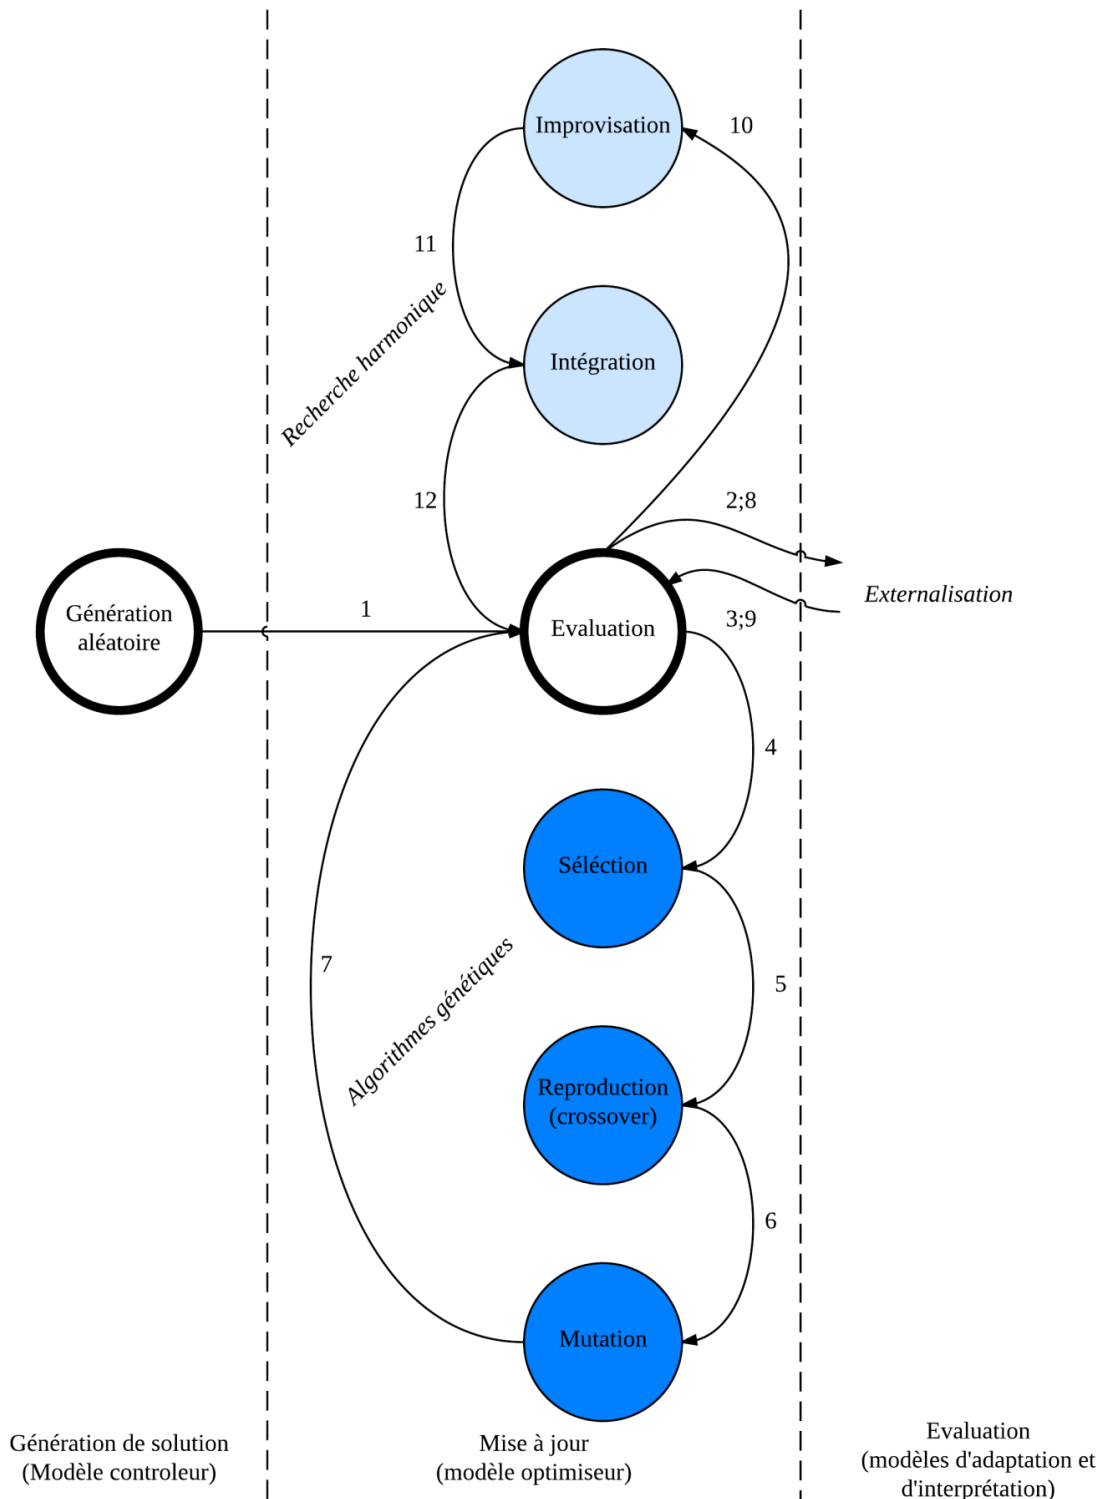 Improvisation
10
11
Recherche harmonique
Intégration
12
2;8
Externalisation
Génération
aléatoire
1
Evaluation
3;9
4
Séléction
7
Algorithmes génétiques
5
Reproduction
(crossover)
6
Mutation
Génération de solution
(Modèle controleur)
Mise à jour
(modèle optimiseur)
Evaluation
(modèles d'adaptation et
d'interprétation)